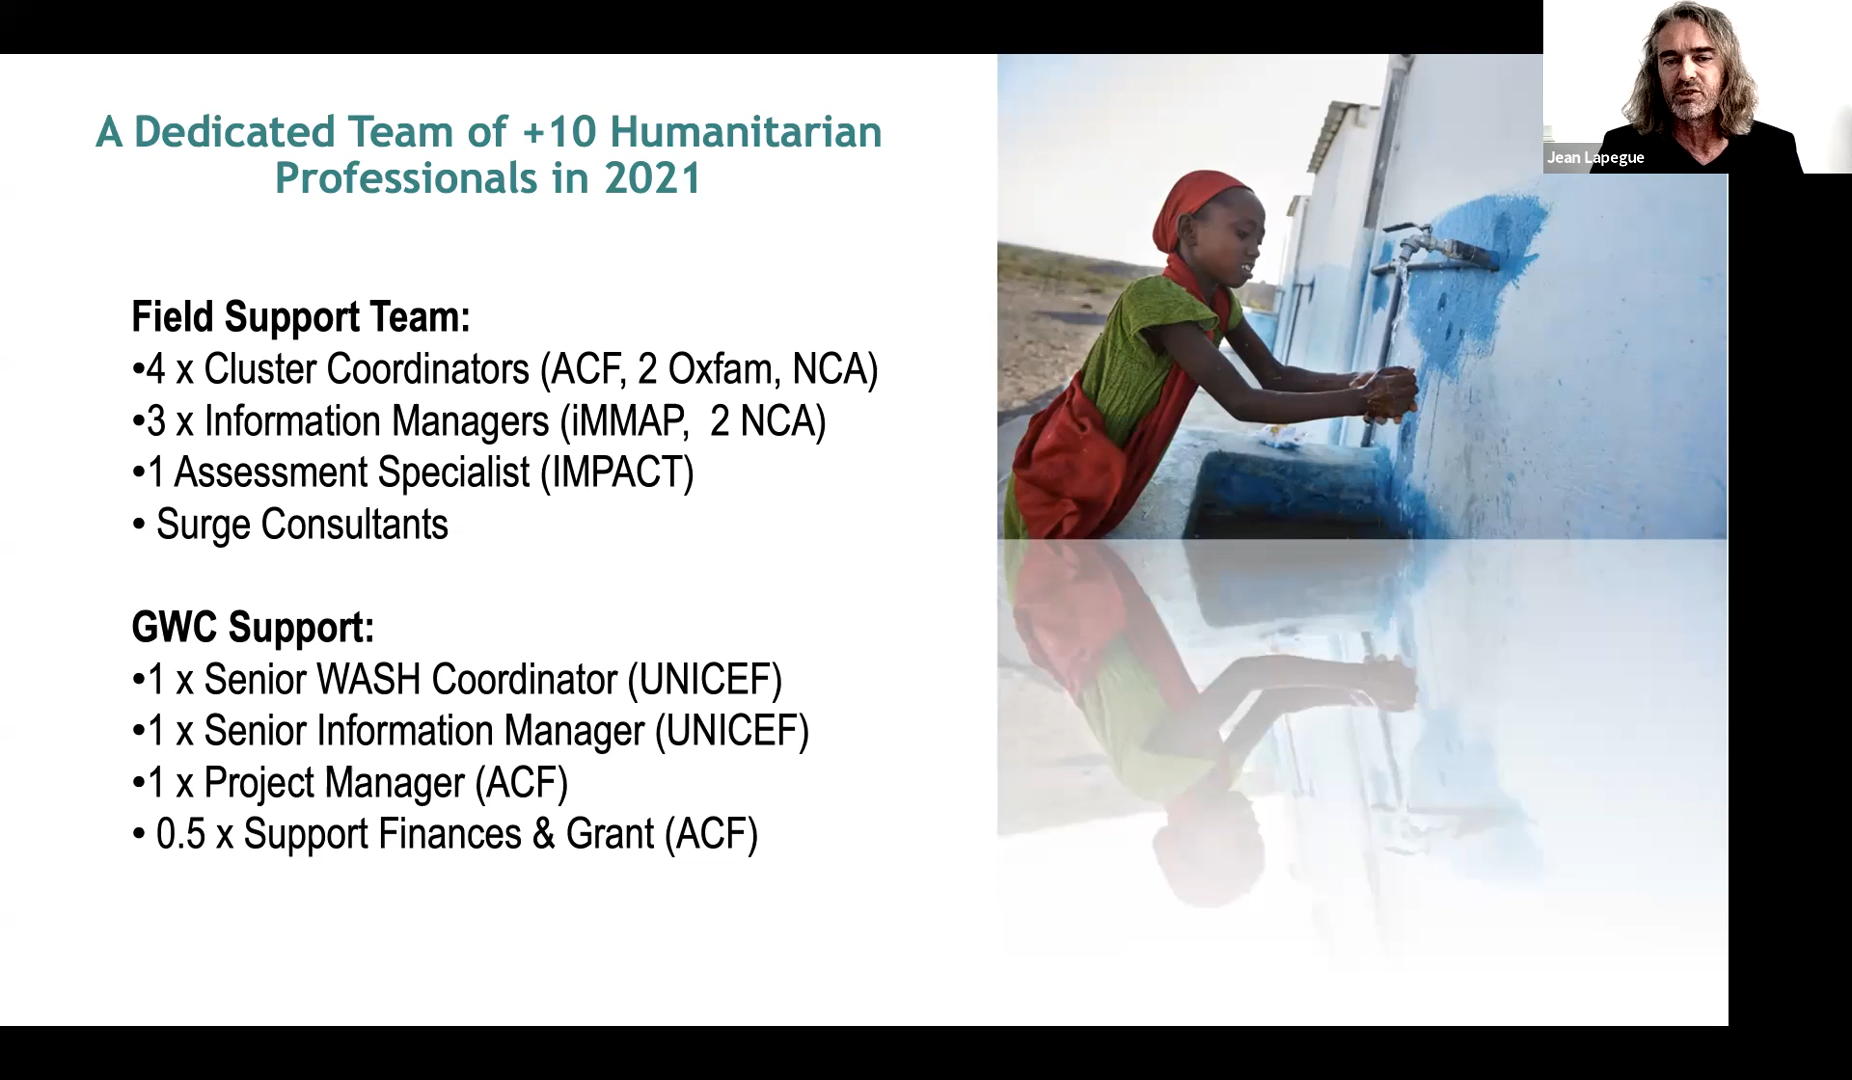 A Dedicated Team of +10 Humanitarian
Professionals in 2021
Jean Lapegue
Field Support Team:
•4 x Cluster Coordinators (ACF, 2 Oxfam, NCA)
•3 x Information Managers (iMMAP,  2 NCA)
•1 Assessment Specialist (IMPACT)
• Surge Consultants
GWC Support:
•1 x Senior WASH Coordinator (UNICEF)
•1 x Senior Information Manager (UNICEF)
•1 x Project Manager (ACF)
• 0.5 x Support Finances & Grant (ACF)